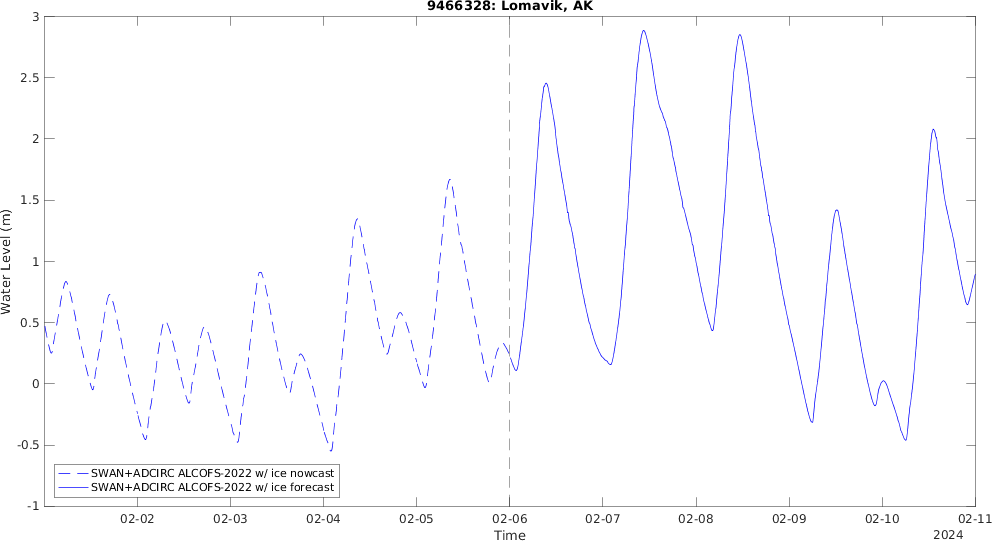 9466328: Lomavik, AK
3
2.5
2
1.5
1
0.5
0
-0.5
-1
Water Level (m)
SWAN+ADCIRC ALCOFS-2022 w/ ice nowcast
SWAN+ADCIRC ALCOFS-2022 w/ ice forecast
02-02 02-03 02-04 02-05 02-06 02-07 02-08 02-09 02-10 02-11
Time
2024